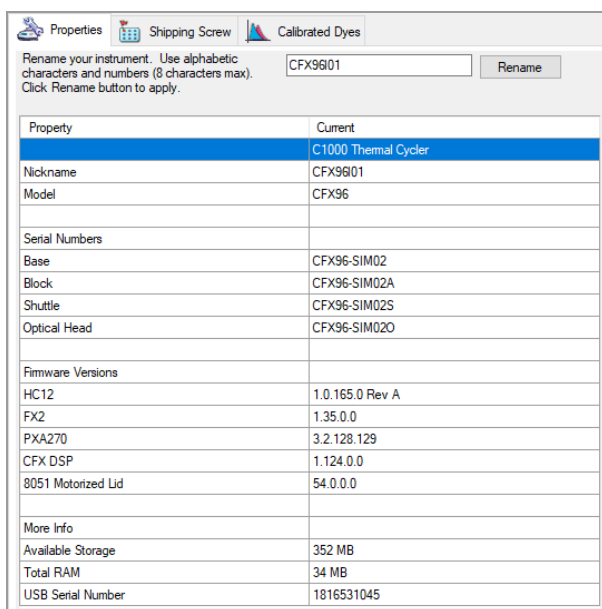 Properties Shipping Screw Calibrated Dyes
Rename your instrument. Use alphabetic
characters and numbers (8 characters max).
Click Rename button to apply.
CFX96I01 Rename
Property Current
C1000 Thermal Cycler
Nickname CFX96I01
Model CFX96
Serial Numbers
Base CFX96-SIM02
Block CFX96-SIM02A
Shuttle CFX96-SIM02S
Optical Head CFX96-SIM02O
Firmware Versions
HC12 1.0.165.0 Rev A
FX2 1.35.0.0
PXA270 3.2.128.129
CFX DSP 1.124.0.0
8051 Motorized Lid 54.0.0.0
More Info
Available Storage 352 MB
Total RAM 34 MB
USB Serial Number 1816531045